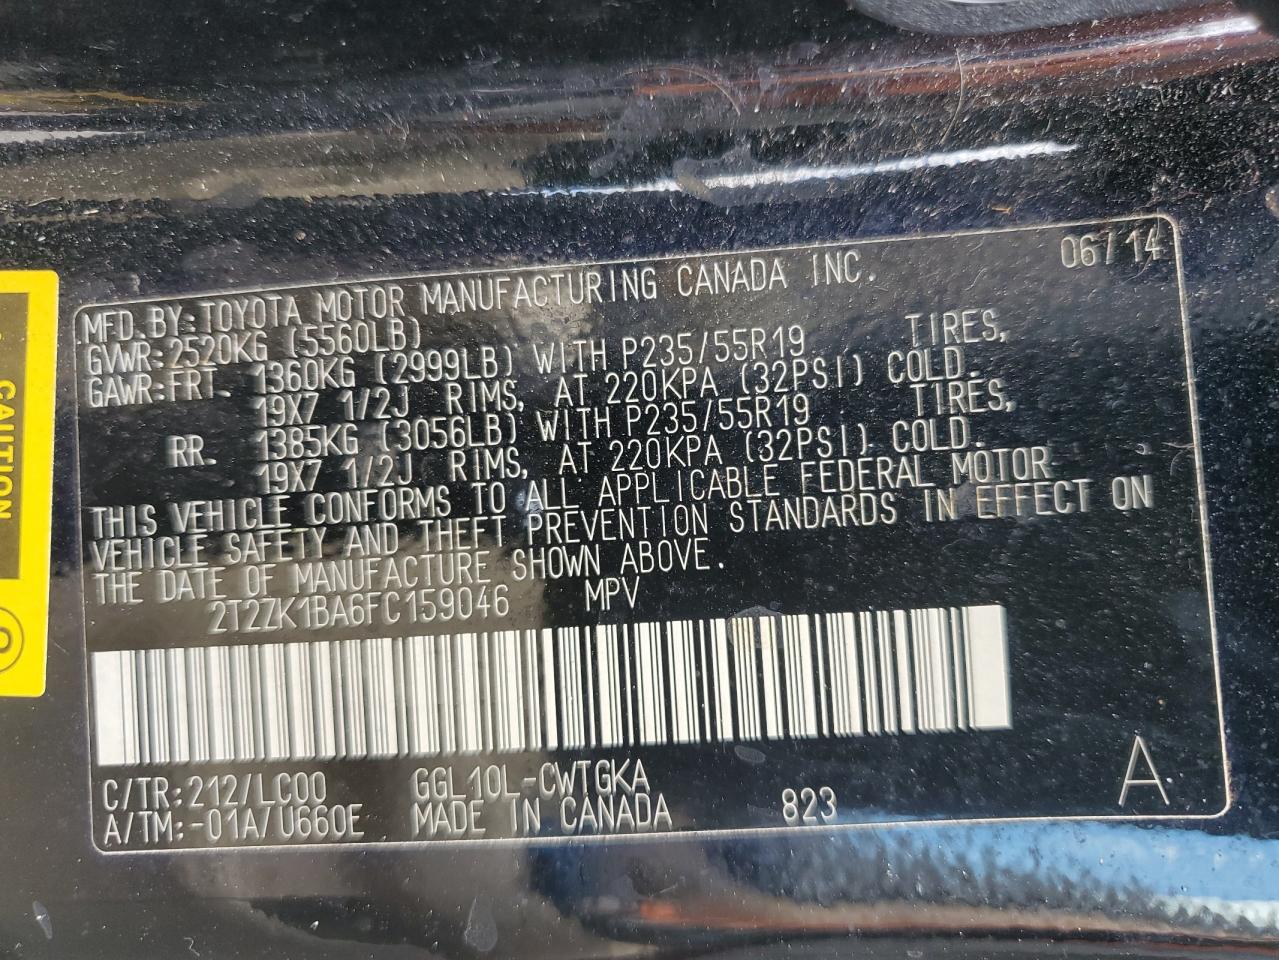 06/14
MFD. BY: TOYOTA MOTOR MANUFACTURING CANADA INC.
GVWR: 2520KG (5560LB)
GAWR: FRT. 1360KG (2999LB) WITH P235/55R19 TIRES,
19X7 1/2J RIMS, AT 220KPA (32PSI) COLD.
RR. 1385KG (3056LB) WITH P235/55R19 TIRES,
19X7 1/2J RIMS, AT 220KPA (32PSI) COLD.
THIS VEHICLE CONFORMS TO ALL APPLICABLE FEDERAL MOTOR
VEHICLE SAFETY AND THEFT PREVENTION STANDARDS IN EFFECT ON
THE DATE OF MANUFACTURE SHOWN ABOVE.
2T2ZK1BA6FC159046 MPV
C/TR: 212/LC00 GGL10L-CWTGKA
A/TM: -01A/U660E MADE IN CANADA 823 A
CAUTION